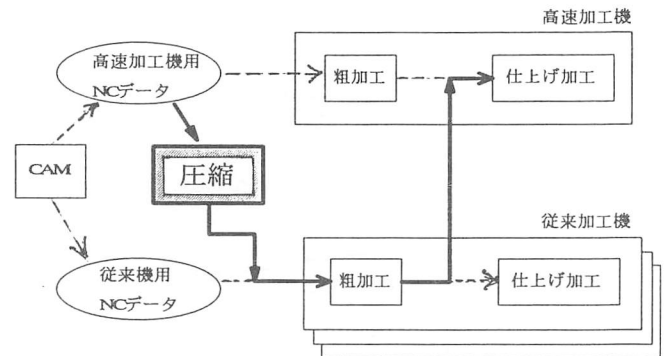 高速加工機
高速加工機用
NCデータ
粗加工
仕上げ加工
CAM
圧縮
従来加工機
従来機用
NCデータ
粗加工
仕上げ加工